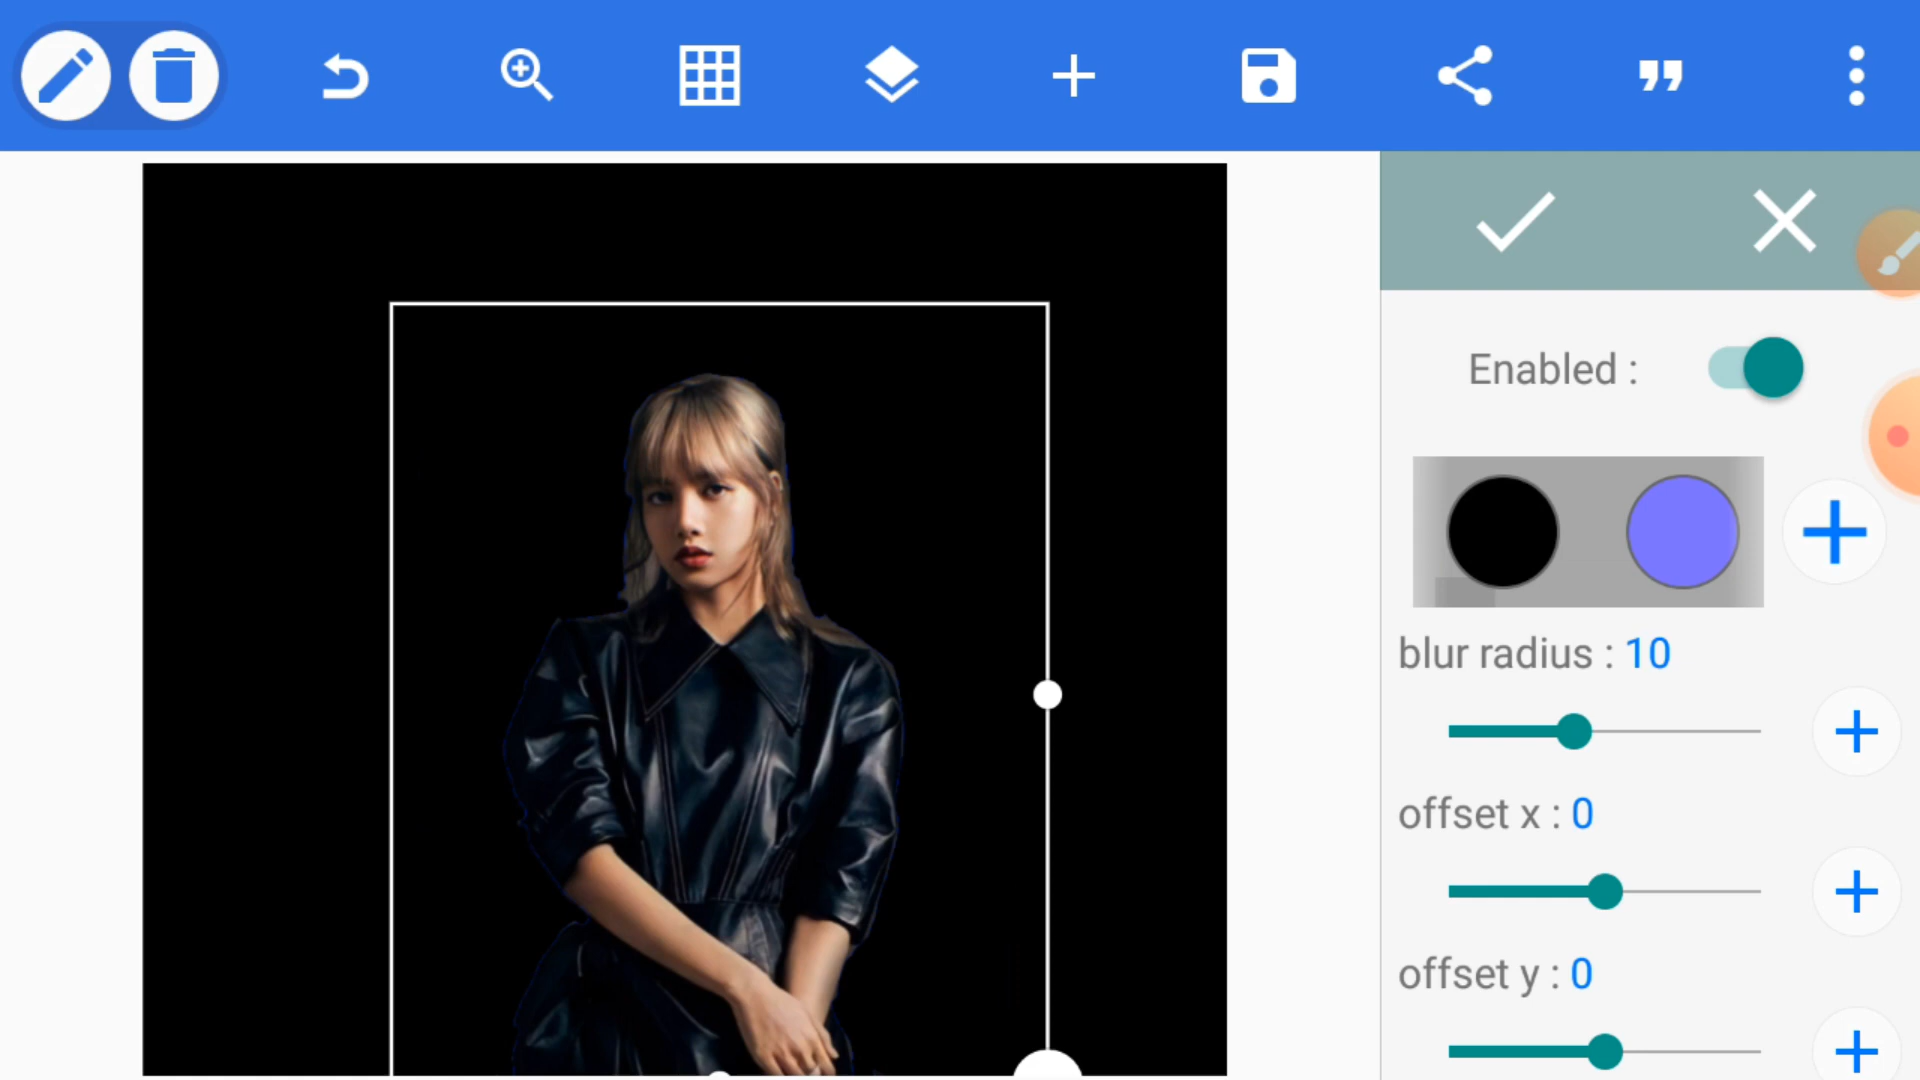 Enabled :
blur radius : 10
offset x : 0
offset y : 0